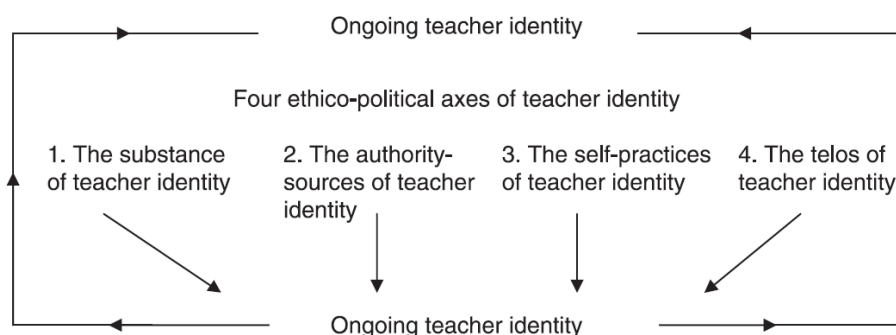 Ongoing teacher identity
Four ethico-political axes of teacher identity
1. The substance
of teacher identity
2. The authority-
sources of teacher
identity
3. The self-practices
of teacher identity
4. The telos of
teacher identity
Ongoing teacher identity